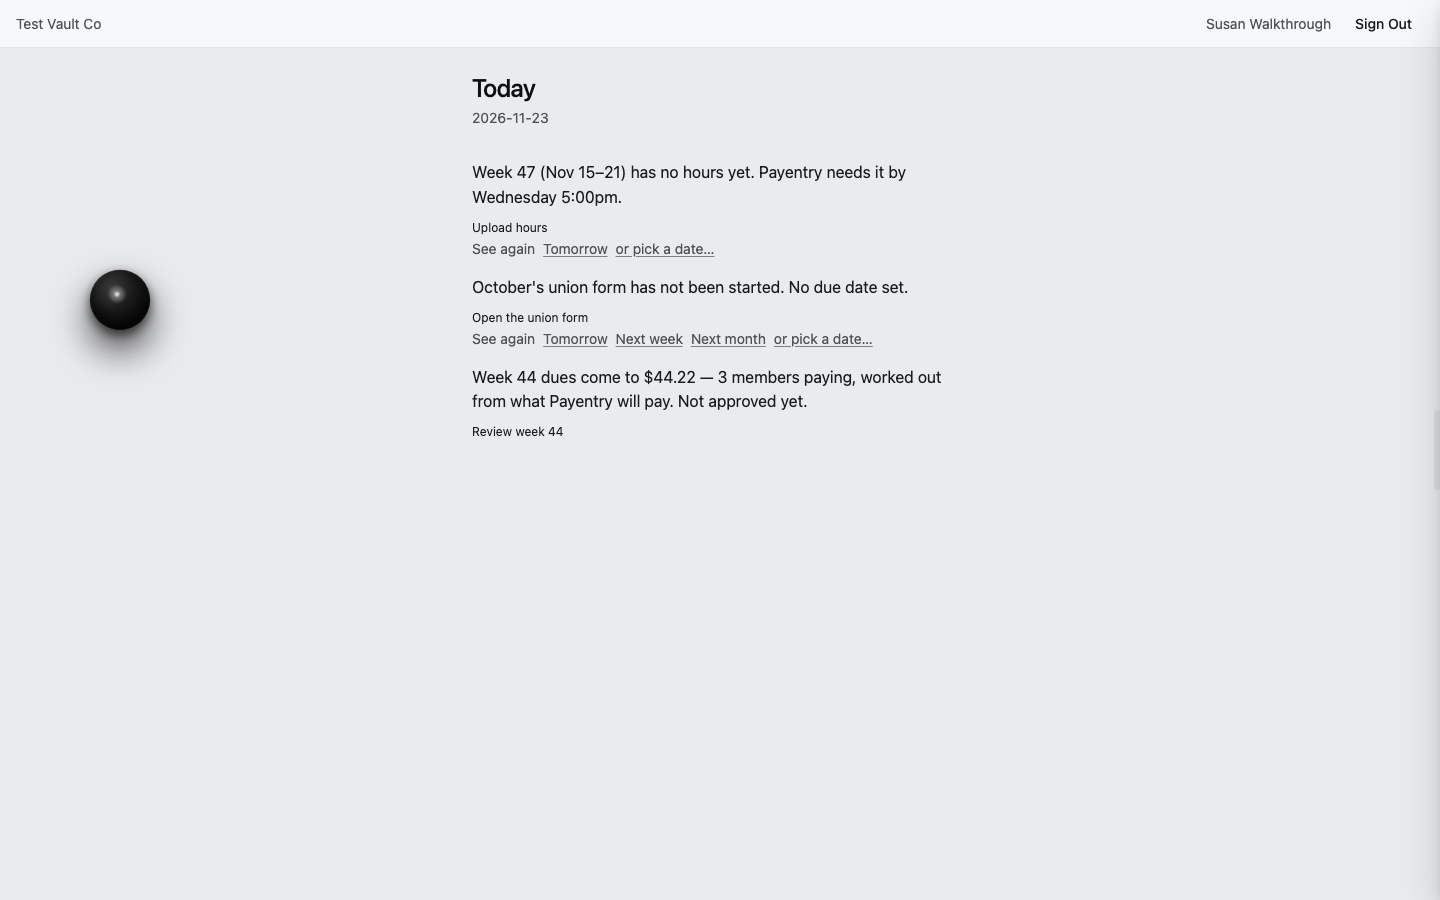 Test Vault Co
Susan Walkthrough
Sign Out
Today
2026-11-23
Week 47 (Nov 15–21) has no hours yet. Payentry needs it by
Wednesday 5:00pm.
Upload hours
See again Tomorrow or pick a date…
October's union form has not been started. No due date set.
Open the union form
See again Tomorrow Next week Next month or pick a date…
Week 44 dues come to $44.22 — 3 members paying, worked out
from what Payentry will pay. Not approved yet.
Review week 44